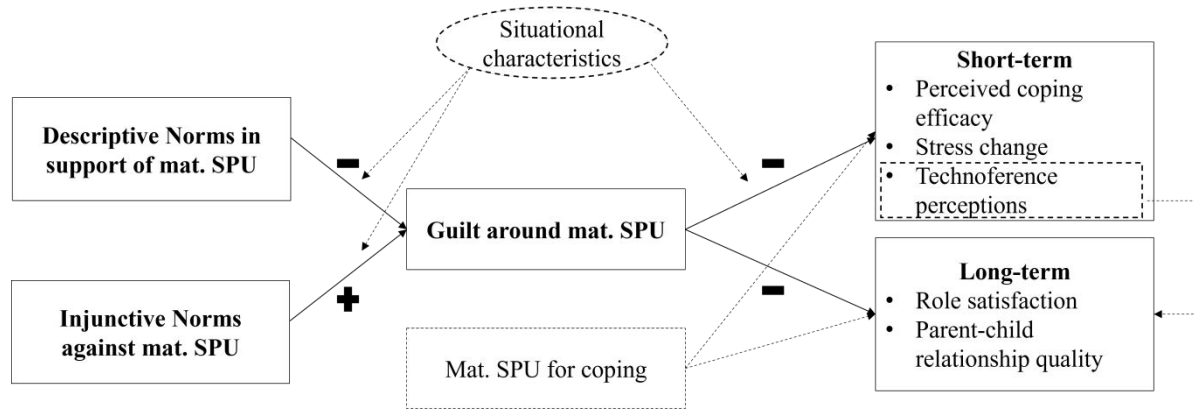 Situational
characteristics
Descriptive Norms in
support of mat. SPU
Injunctive Norms
against mat. SPU
Guilt around mat. SPU
Mat. SPU for coping
Short-term
• Perceived coping
efficacy
• Stress change
• Technoference
perceptions
Long-term
• Role satisfaction
• Parent-child
relationship quality
−
+
−
−